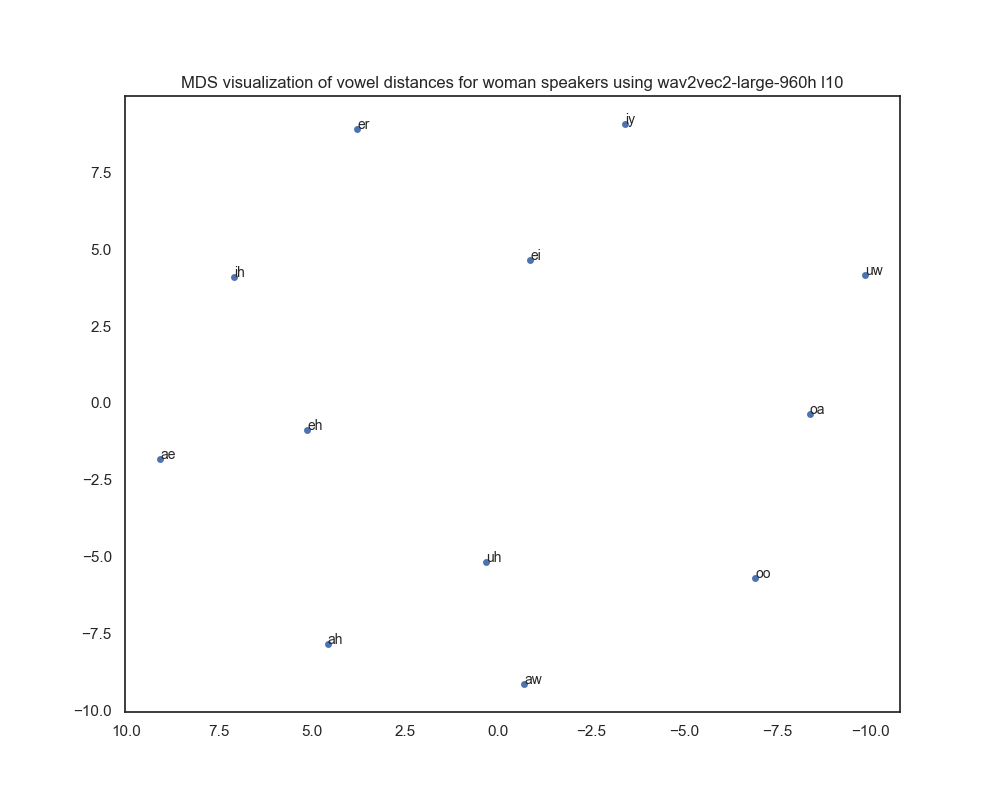 MDS visualization of vowel distances for woman speakers using wav2vec2-large-960h l10
er
iy
7.5
5.0
ei
ih
uw
2.5
0.0
oa
eh
ae
−2.5
−5.0
uh
oo
−7.5
ah
aw
−10.0
10.0 7.5 5.0 2.5 0.0 −2.5 −5.0 −7.5 −10.0